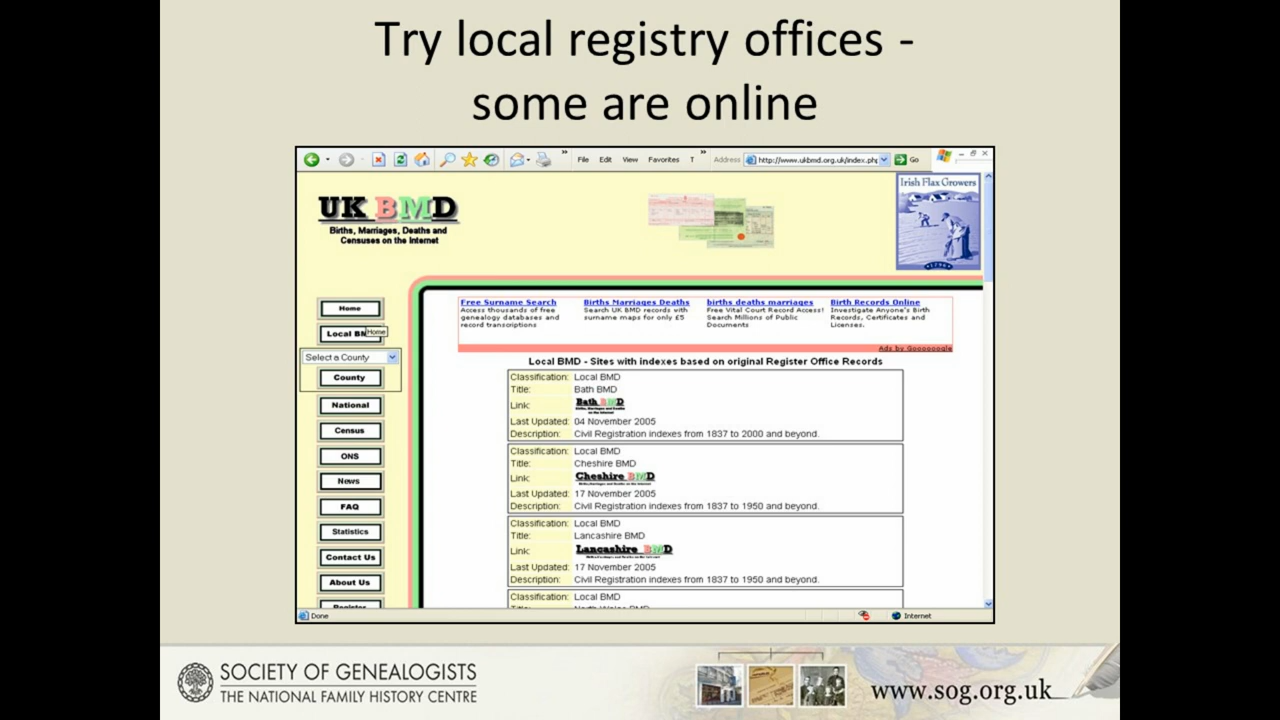 Try local registry offices -
some are online
File Edit View Favorites T
Address http://www.ukbmd.org.uk/index.php Go
UK BMD
Births, Marriages, Deaths and
Censuses on the Internet
Irish Flax Growers
Home
Local BM
Home
Select a County
County
National
Census
ONS
News
FAQ
Statistics
Contact Us
About Us
Register
Free Surname Search
Access thousands of free
genealogy databases and
record transcriptions
Births Marriages Deaths
Search UK BMD records with
surname maps for only £5
births deaths marriages
Free Vital Court Record Access!
Search Millions of Public
Documents
Birth Records Online
Investigate Anyone's Birth
Records, Certificates and
Licenses.
Ads by Goooooogle
Local BMD - Sites with indexes based on original Register Office Records
Classification: Local BMD
Title: Bath BMD
Link: Bath BMD
Last Updated: 04 November 2005
Description: Civil Registration indexes from 1837 to 2000 and beyond.
Classification: Local BMD
Title: Cheshire BMD
Link: Cheshire BMD
Last Updated: 17 November 2005
Description: Civil Registration indexes from 1837 to 1950 and beyond.
Classification: Local BMD
Title: Lancashire BMD
Link: Lancashire BMD
Last Updated: 17 November 2005
Description: Civil Registration indexes from 1837 to 1950 and beyond.
Classification: Local BMD
Title: North Wales BMD
Done
Internet
SOCIETY OF GENEALOGISTS
THE NATIONAL FAMILY HISTORY CENTRE
www.sog.org.uk